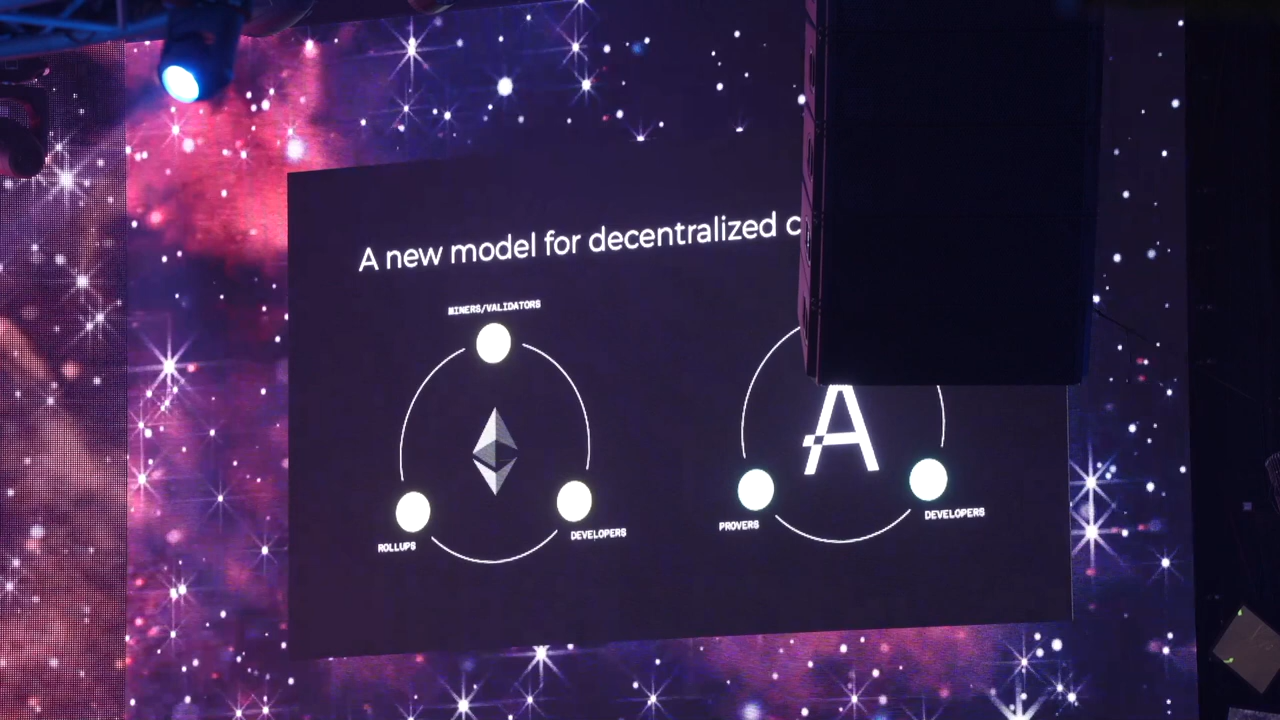 A new model for decentralized c
MINERS/VALIDATORS
ROLLUPS
DEVELOPERS
PROVERS
DEVELOPERS